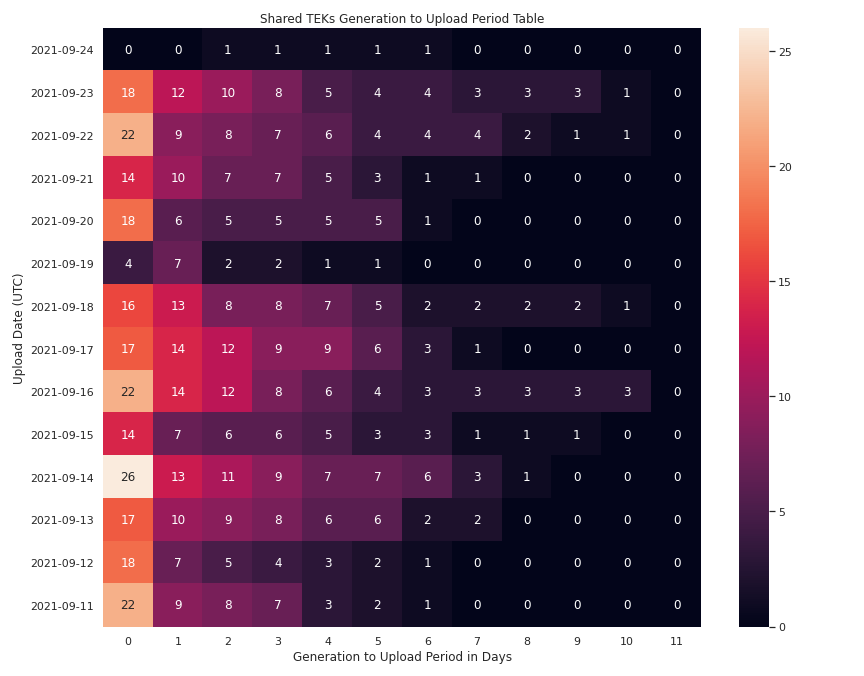 Shared TEKs Generation to Upload Period Table
Upload Date (UTC)
2021-09-24 0 0 1 1 1 1 1 0 0 0 0 0
2021-09-23 18 12 10 8 5 4 4 3 3 3 1 0
2021-09-22 22 9 8 7 6 4 4 4 2 1 1 0
2021-09-21 14 10 7 7 5 3 1 1 0 0 0 0
2021-09-20 18 6 5 5 5 5 1 0 0 0 0 0
2021-09-19 4 7 2 2 1 1 0 0 0 0 0 0
2021-09-18 16 13 8 8 7 5 2 2 2 2 1 0
2021-09-17 17 14 12 9 9 6 3 1 0 0 0 0
2021-09-16 22 14 12 8 6 4 3 3 3 3 3 0
2021-09-15 14 7 6 6 5 3 3 1 1 1 0 0
2021-09-14 26 13 11 9 7 7 6 3 1 0 0 0
2021-09-13 17 10 9 8 6 6 2 2 0 0 0 0
2021-09-12 18 7 5 4 3 2 1 0 0 0 0 0
2021-09-11 22 9 8 7 3 2 1 0 0 0 0 0
0 1 2 3 4 5 6 7 8 9 10 11
Generation to Upload Period in Days
25
20
15
10
5
0